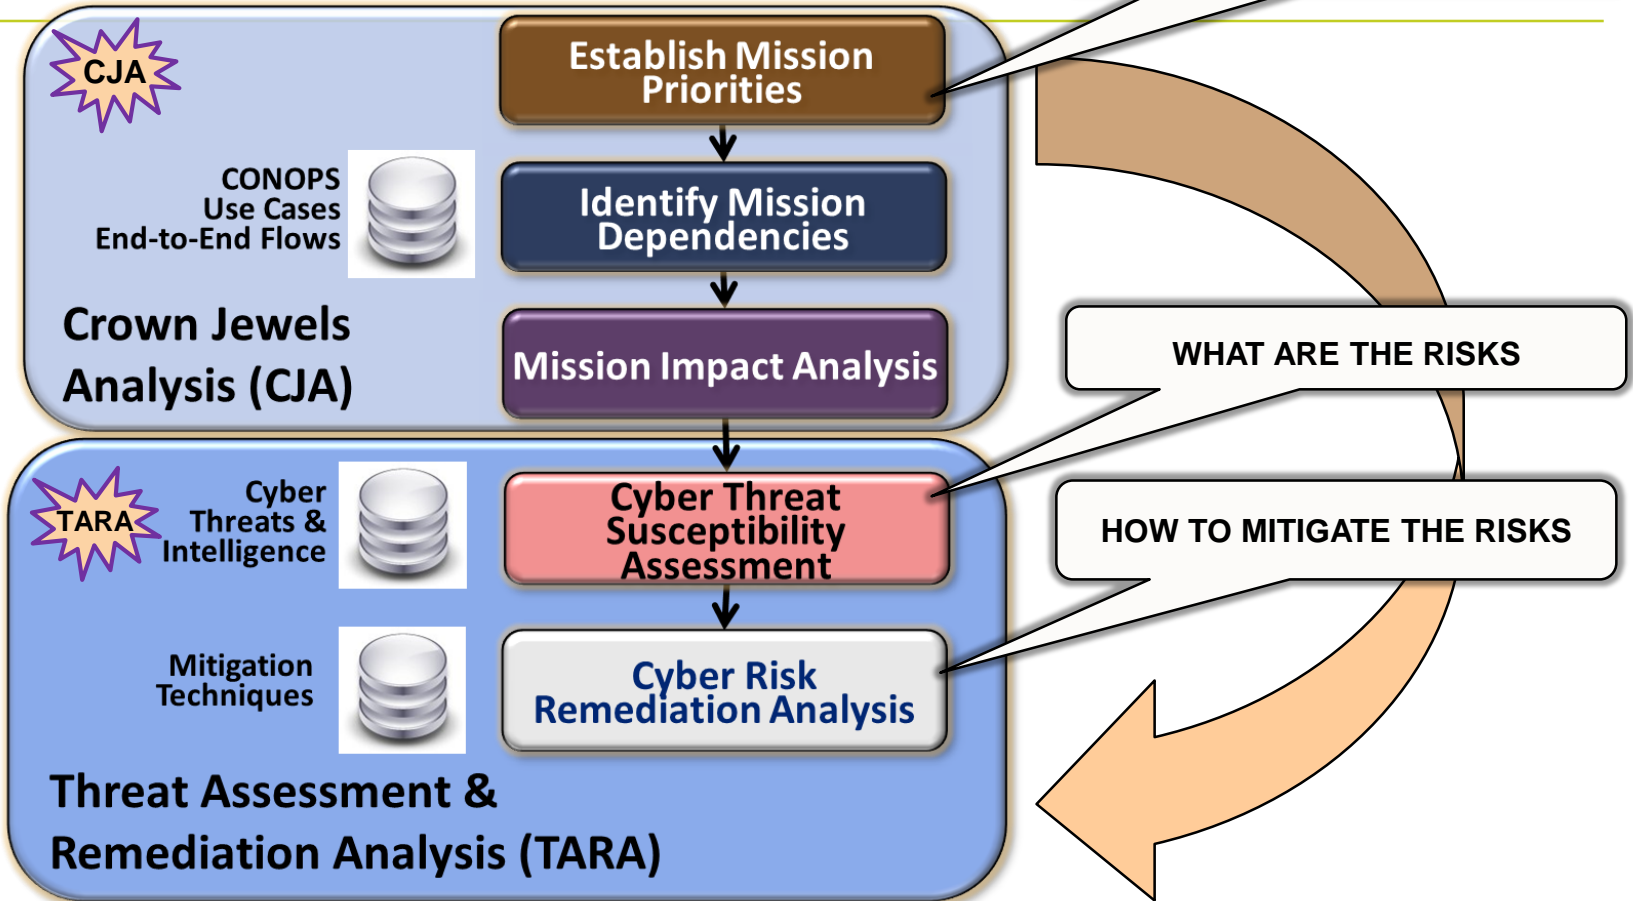 CJA
Establish Mission
Priorities
CONOPS
Use Cases
End-to-End Flows
Identify Mission
Dependencies
Crown Jewels
Analysis (CJA)
Mission Impact Analysis
WHAT ARE THE RISKS
TARA
Cyber
Threats &
Intelligence
Cyber Threat
Susceptibility
Assessment
HOW TO MITIGATE THE RISKS
Mitigation
Techniques
Cyber Risk
Remediation Analysis
Threat Assessment &
Remediation Analysis (TARA)